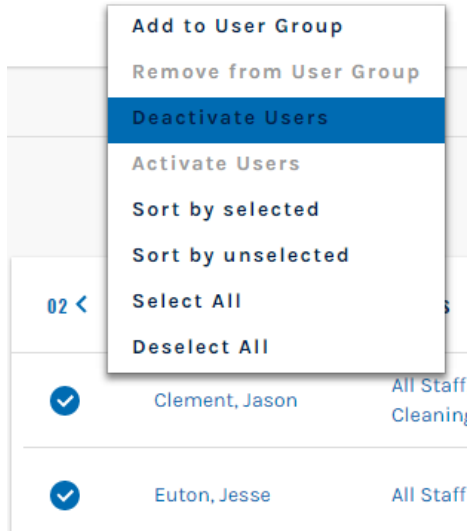 Add to User Group
Remove from User Group
Deactivate Users
Activate Users
Sort by selected
Sort by unselected
Select All
Deselect All
02
Clement, Jason
All Staff
Euton, Jesse
All Staff